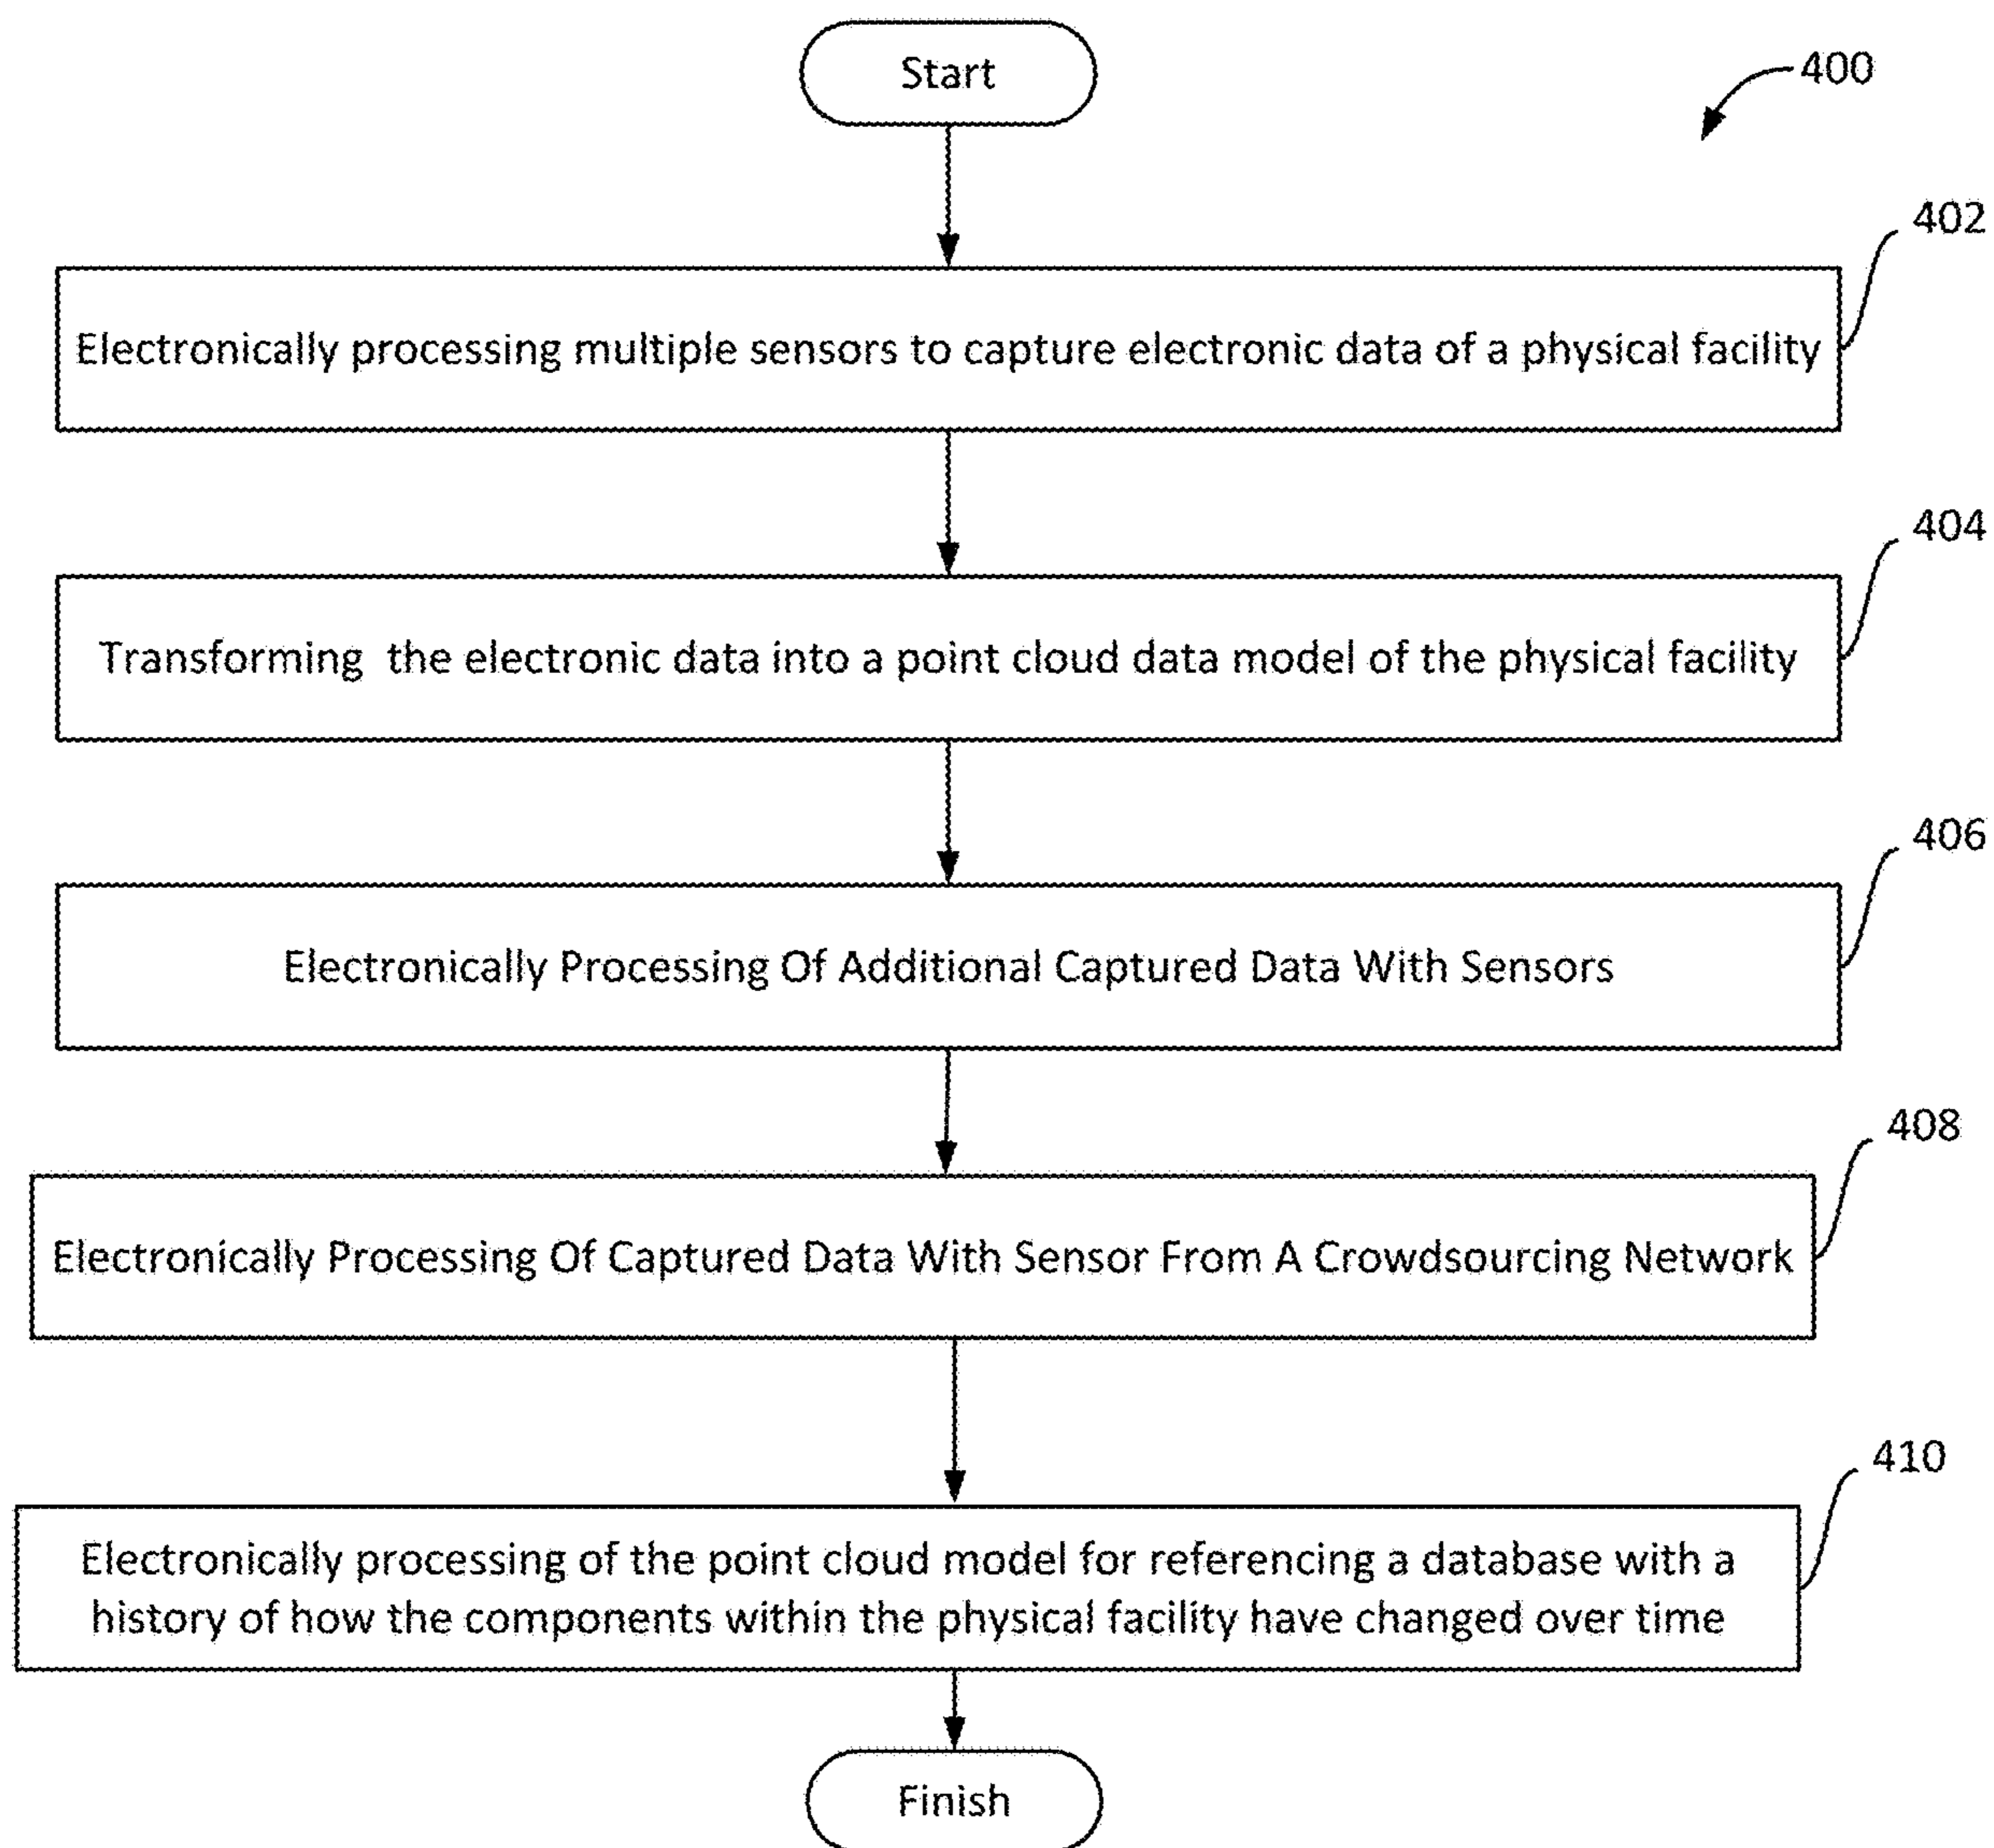 Start
400
402
Electronically processing multiple sensors to capture electronic data of a physical facility
404
Transforming the electronic data into a point cloud data model of the physical facility
406
Electronically Processing Of Additional Captured Data With Sensors
408
Electronically Processing Of Captured Data With Sensor From A Crowdsourcing Network
410
Electronically processing of the point cloud model for referencing a database with a
history of how the components within the physical facility have changed over time
Finish